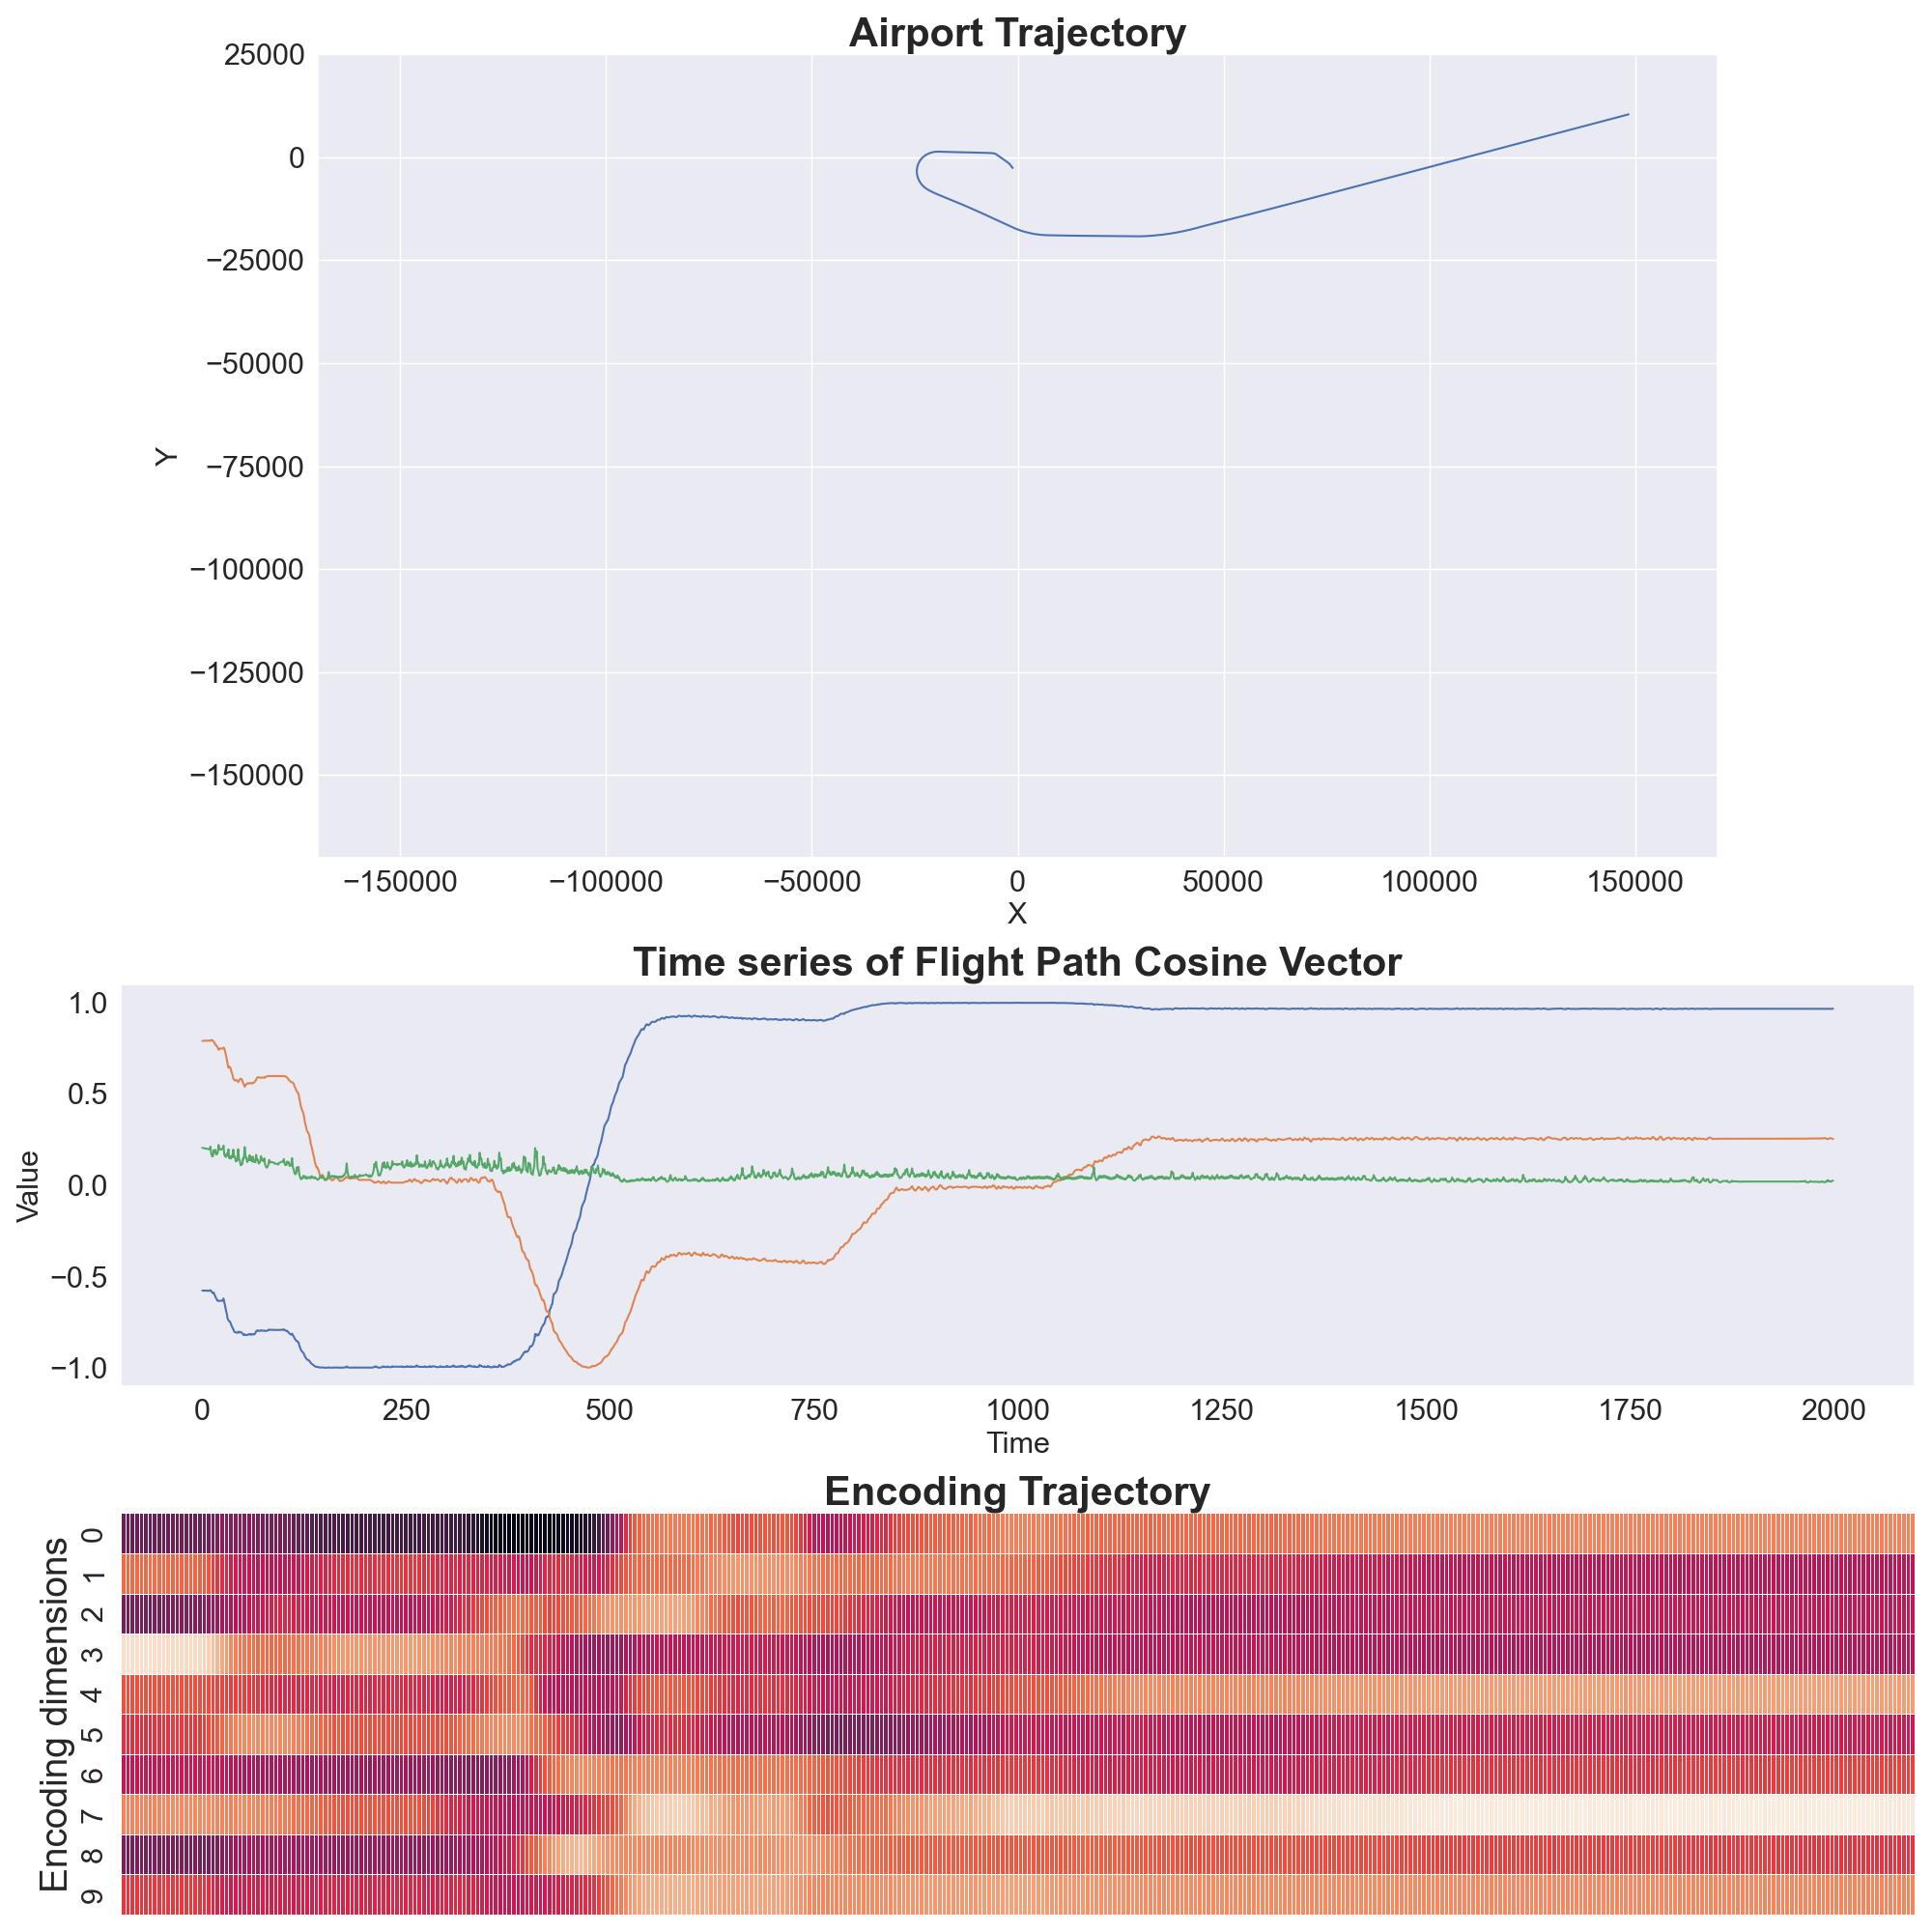 Airport Trajectory
25000
0
−25000
−50000
−75000
−100000
−125000
−150000
Y
−150000 −100000 −50000 0 50000 100000 150000
X
Time series of Flight Path Cosine Vector
1.0
0.5
0.0
−0.5
−1.0
Value
0 250 500 750 1000 1250 1500 1750 2000
Time
Encoding Trajectory
Encoding dimensions
0
1
2
3
4
5
6
7
8
9